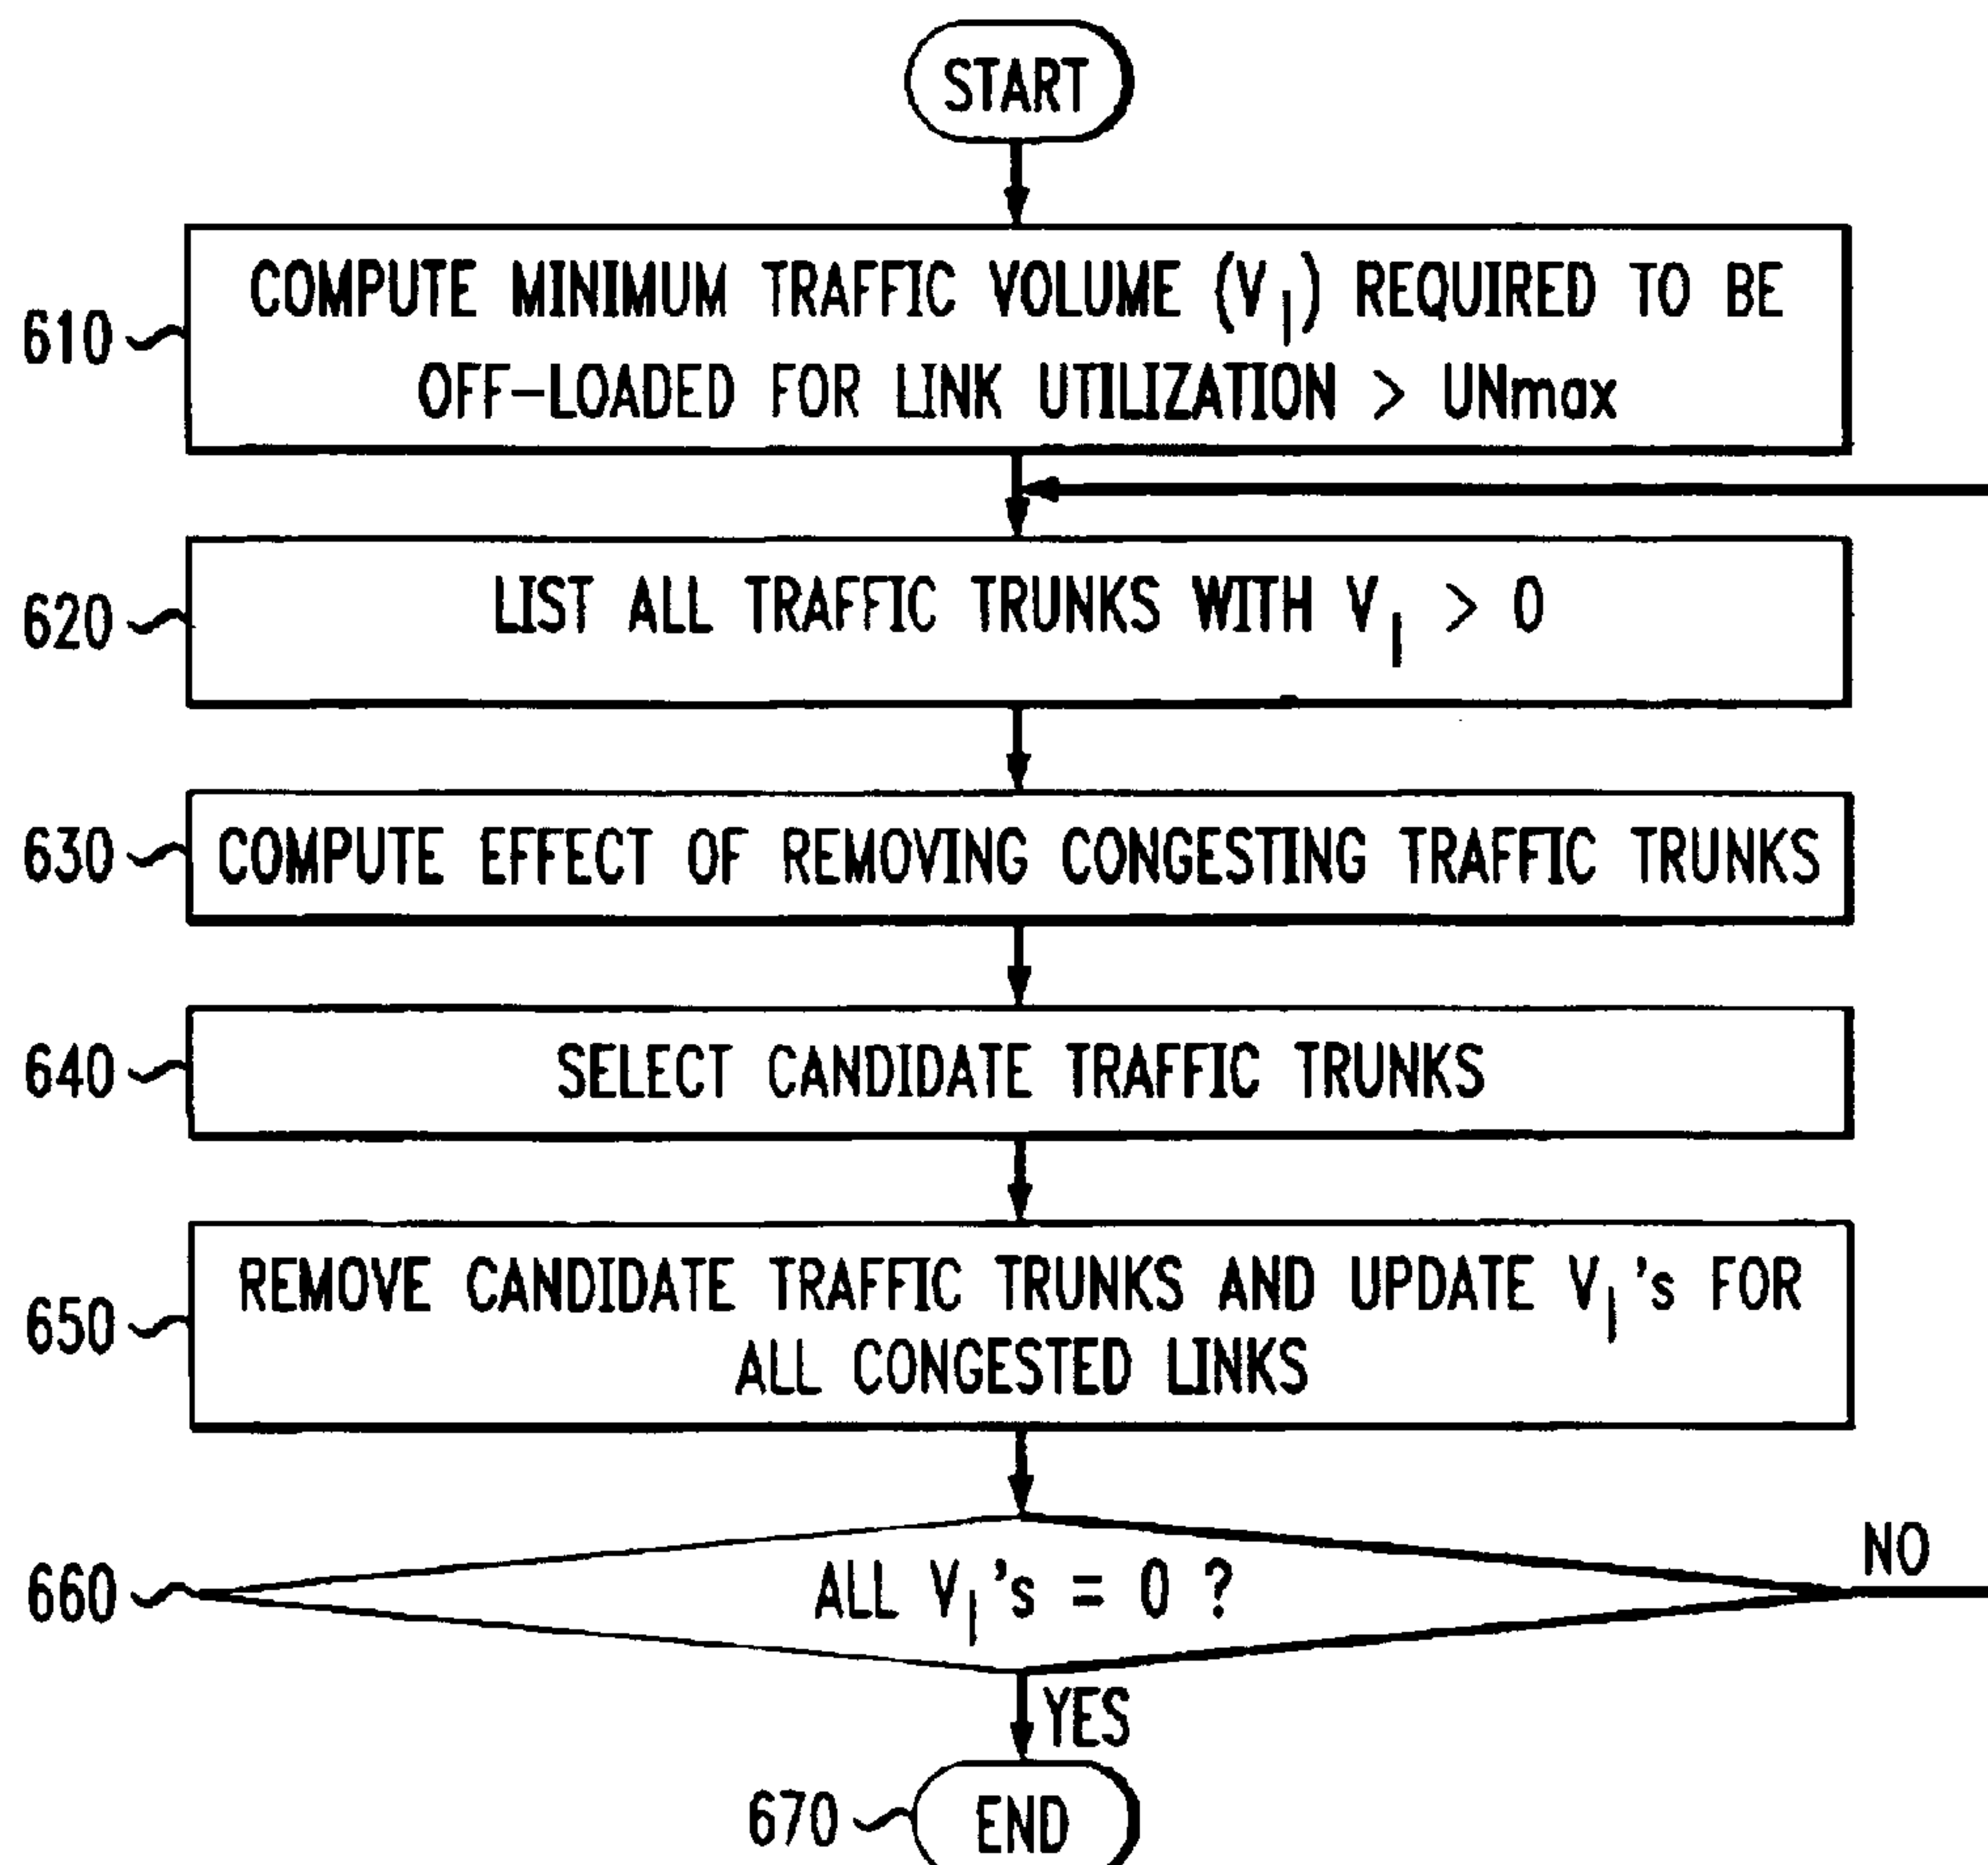 START
610
COMPUTE MINIMUM TRAFFIC VOLUME (V_l) REQUIRED TO BE
OFF-LOADED FOR LINK UTILIZATION > UNmax
620
LIST ALL TRAFFIC TRUNKS WITH V_l > 0
630
COMPUTE EFFECT OF REMOVING CONGESTING TRAFFIC TRUNKS
640
SELECT CANDIDATE TRAFFIC TRUNKS
650
REMOVE CANDIDATE TRAFFIC TRUNKS AND UPDATE V_l's FOR
ALL CONGESTED LINKS
660
ALL V_l's = 0 ?
NO
YES
670
END